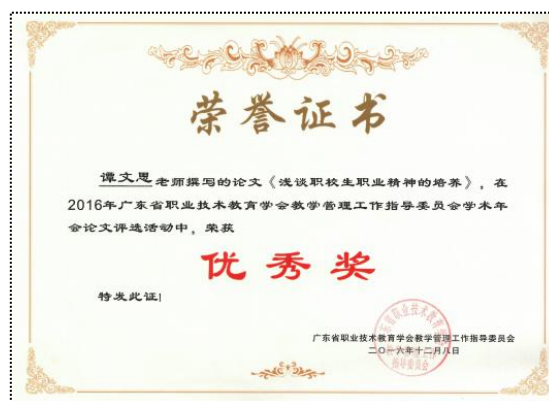 荣誉证书
谭文思老师撰写的论文《浅谈职校生职业精神的培养》，在
2016年广东省职业技术教育学会教学管理工作指导委员会学术年
会论文评选活动中，荣获
优秀奖
特发此证！
广东省职业技术教育学会教学管理工作指导委员会
二〇一六年十二月八日
指导委员会